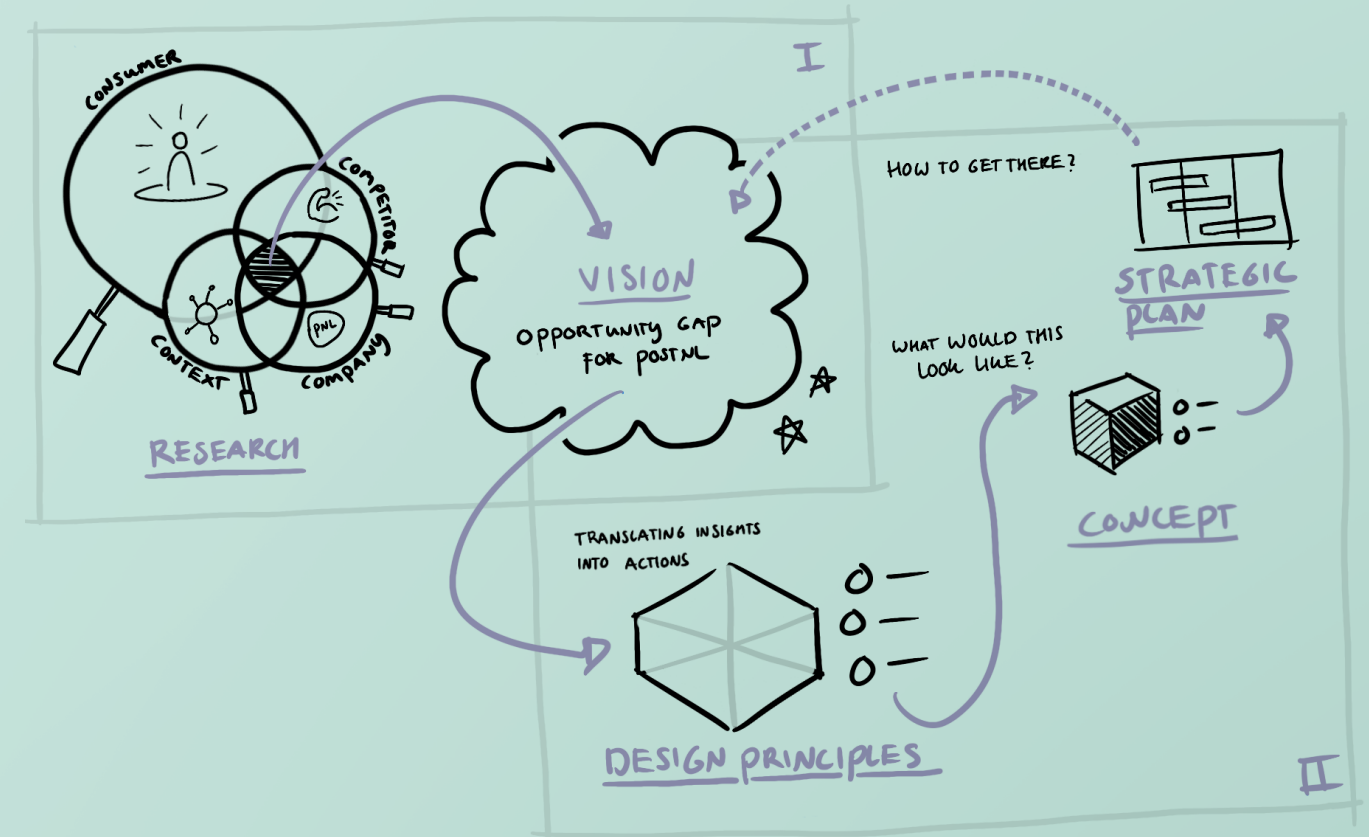 I
CONSUMER
COMPETITOR
CONTEXT
PNL
COMPANY
RESEARCH
VISION
OPPORTUNITY GAP
FOR POSTNL
HOW TO GET THERE?
STRATEGIC
PLAN
WHAT WOULD THIS
LOOK LIKE?
CONCEPT
TRANSLATING INSIGHTS
INTO ACTIONS
DESIGN PRINCIPLES
II